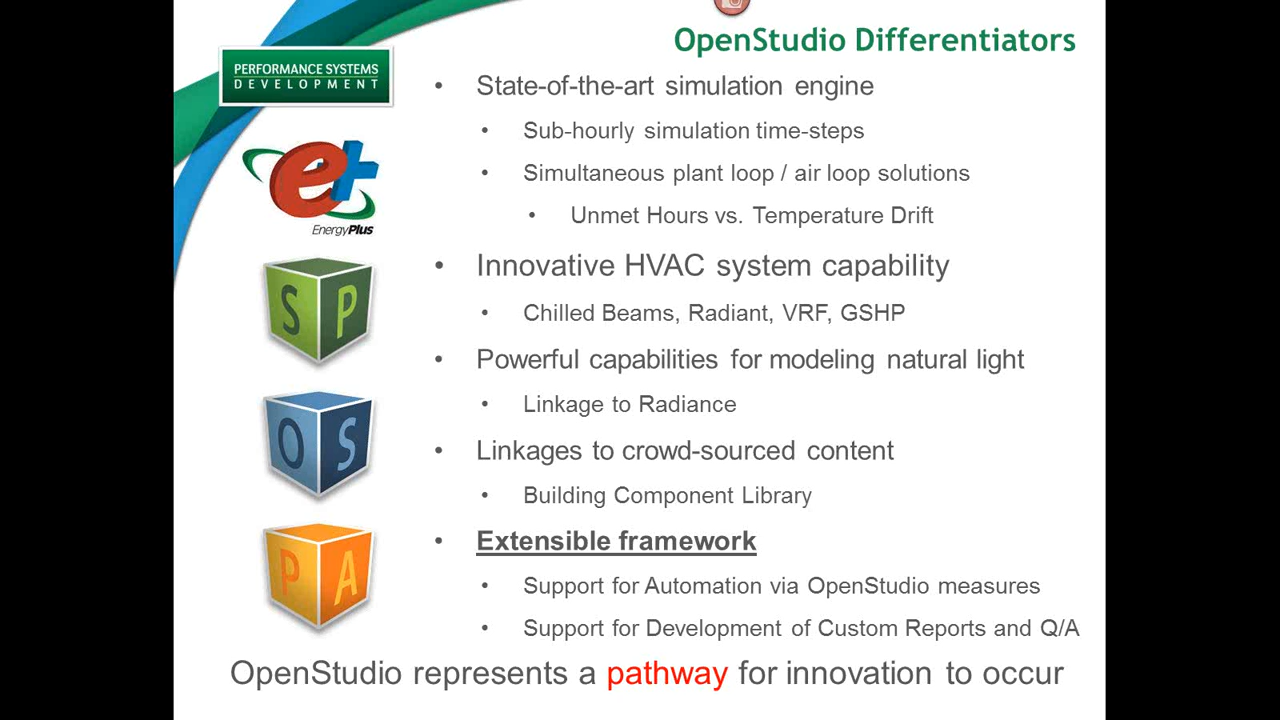 OpenStudio Differentiators
PERFORMANCE SYSTEMS
DEVELOPMENT
• State-of-the-art simulation engine
• Sub-hourly simulation time-steps
• Simultaneous plant loop / air loop solutions
• Unmet Hours vs. Temperature Drift
e+
EnergyPlus
• Innovative HVAC system capability
• Chilled Beams, Radiant, VRF, GSHP
S P
• Powerful capabilities for modeling natural light
• Linkage to Radiance
O S
• Linkages to crowd-sourced content
• Building Component Library
• Extensible framework
P A
• Support for Automation via OpenStudio measures
• Support for Development of Custom Reports and Q/A
OpenStudio represents a pathway for innovation to occur